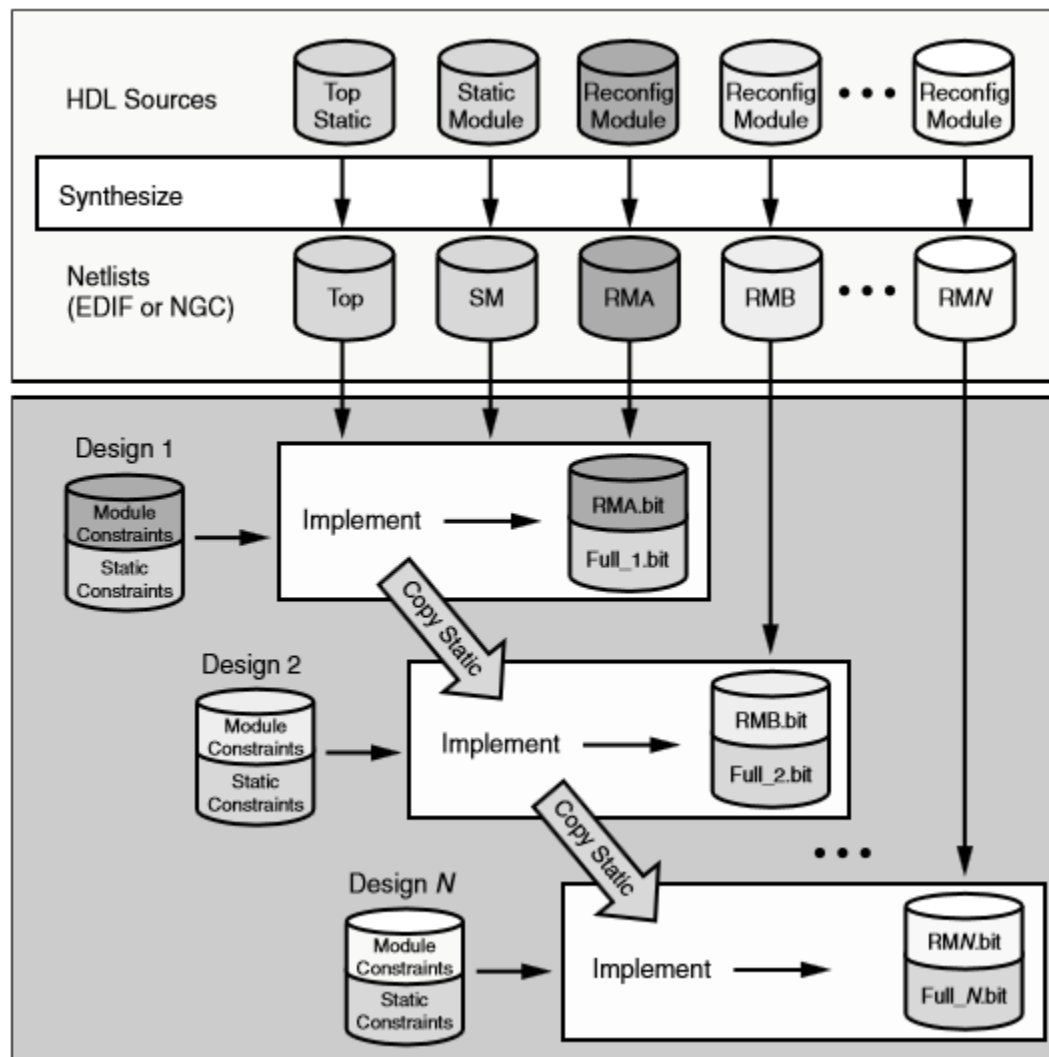 HDL Sources
Top
Static
Static
Module
Reconfig
Module
Reconfig
Module
• • •
Reconfig
Module
Synthesize
Netlists
(EDIF or NGC)
Top
SM
RMA
RMB
• • •
RMN
Design 1
Module
Constraints
Static
Constraints
Implement
RMA.bit
Full_1.bit
Copy Static
Design 2
Module
Constraints
Static
Constraints
Implement
RMB.bit
Full_2.bit
Copy Static
• • •
Design N
Module
Constraints
Static
Constraints
Implement
RMN.bit
Full_N.bit